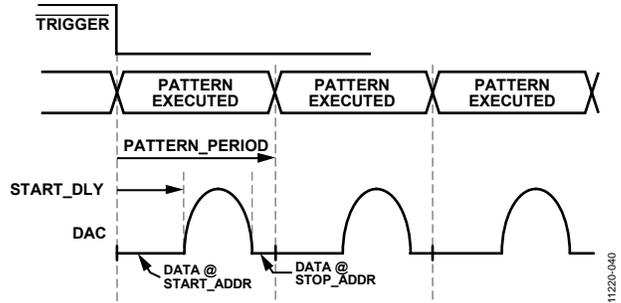 TRIGGER
PATTERN EXECUTED
PATTERN EXECUTED
PATTERN EXECUTED
PATTERN_PERIOD
START_DLY
DAC
DATA @
START_ADDR
DATA @
STOP_ADDR
11220-040